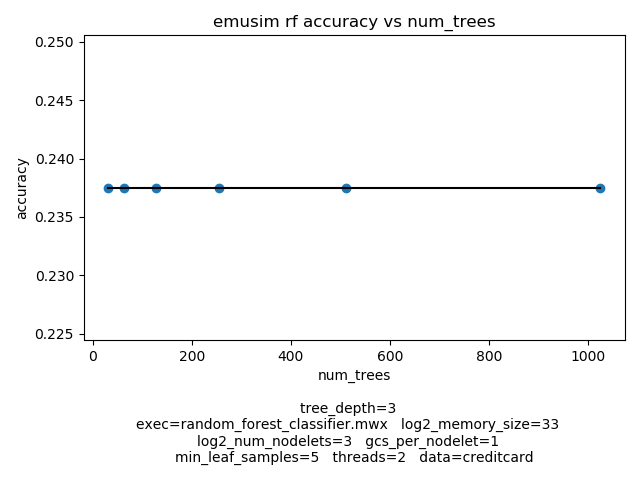 emusim rf accuracy vs num_trees
0.250
0.245
0.240
0.235
0.230
0.225
accuracy
0 200 400 600 800 1000
num_trees
tree_depth=3
exec=random_forest_classifier.mwx log2_memory_size=33
log2_num_nodelets=3 gcs_per_nodelet=1
min_leaf_samples=5 threads=2 data=creditcard